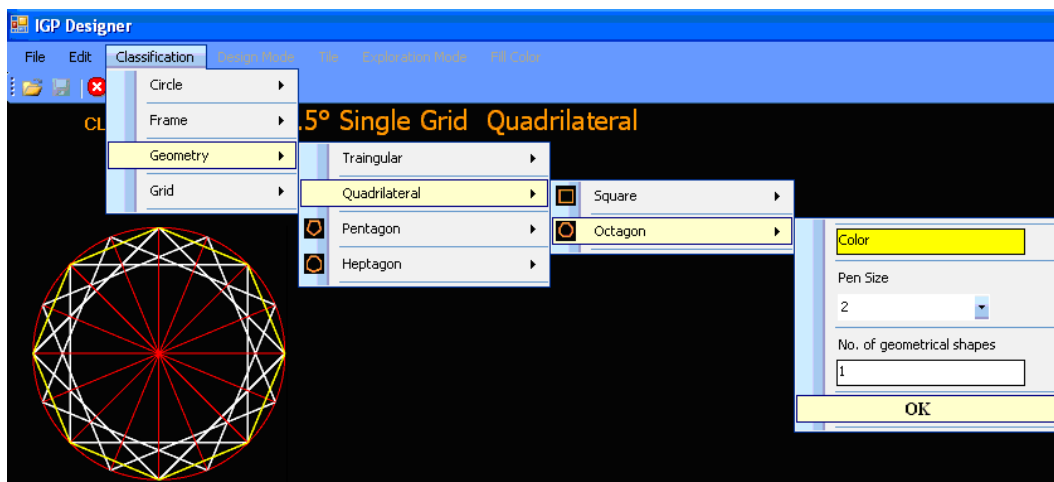 IGP Designer
File Edit Classification Design Mode Tile Exploration Mode Fill Color
CL .5° Single Grid Quadrilateral
Circle
Frame
Geometry
Grid
Traingular
Quadrilateral
Pentagon
Heptagon
Square
Octagon
Color
Pen Size
2
No. of geometrical shapes
1
OK